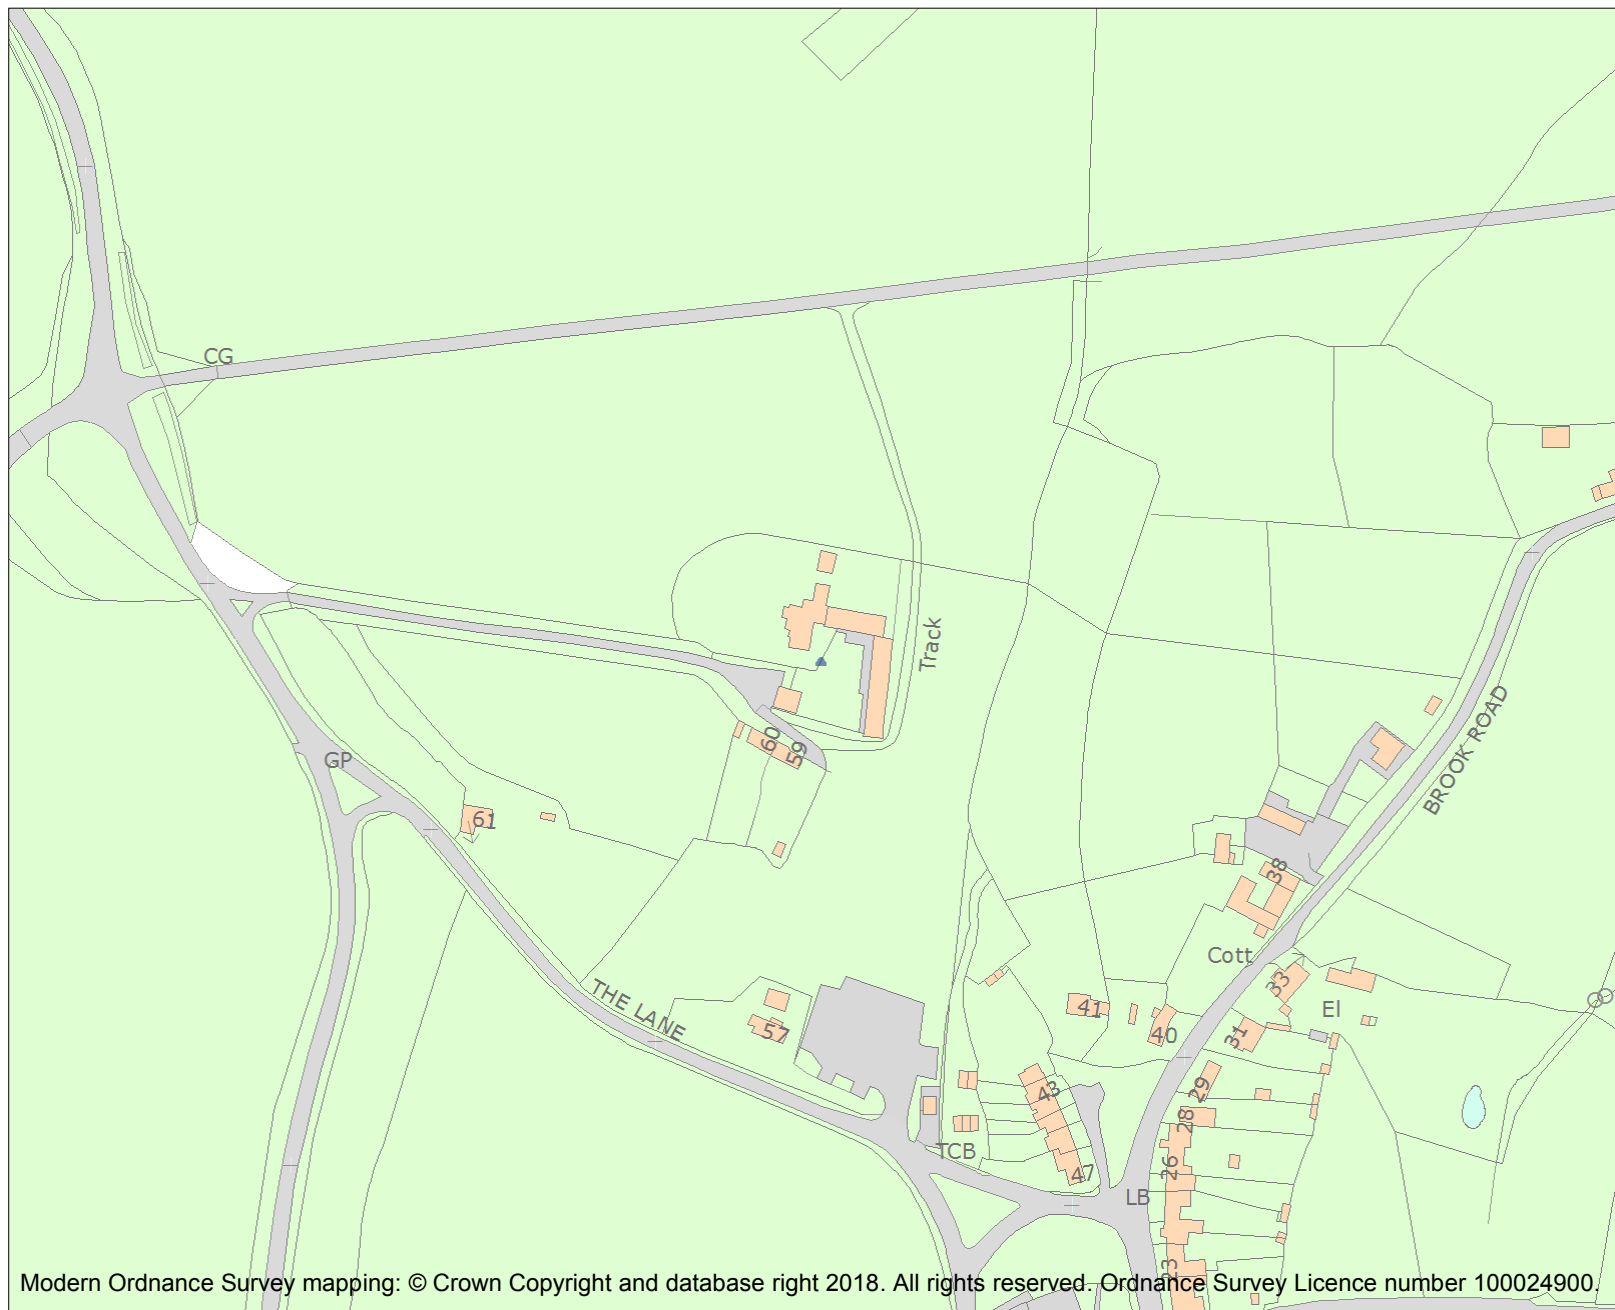 CG
Track
60
59
GP
61
BROOK ROAD
38
Cott
33
El
THE LANE
57
41
40
31
43
29
28
TCB
26
47
LB
23
Modern Ordnance Survey mapping: © Crown Copyright and database right 2018. All rights reserved. Ordnance Survey Licence number 100024900.